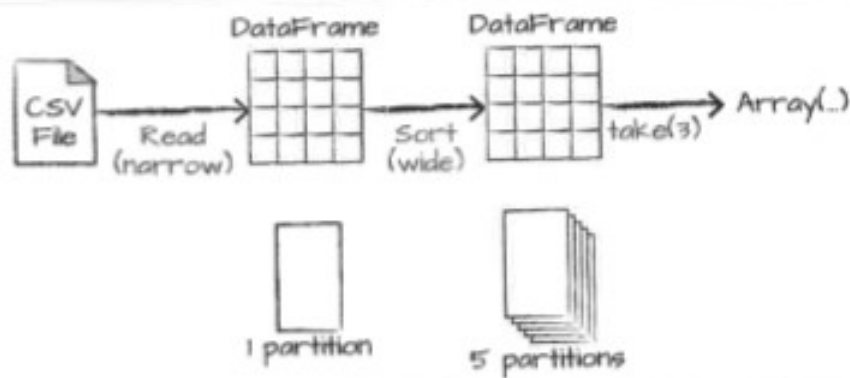 DataFrame
DataFrame
CSV
File
Read
(narrow)
Sort
(wide)
take(3)
Array(...)
1 partition
5 partitions